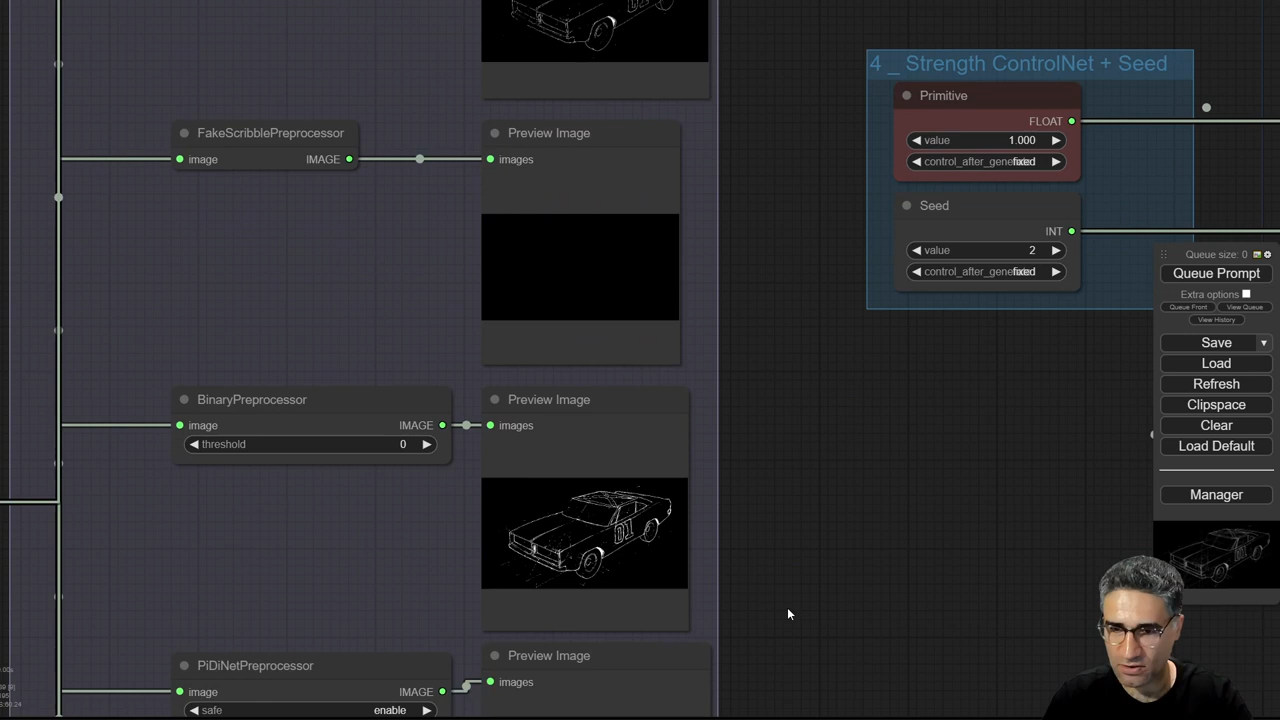 4 _ Strength ControlNet + Seed
Primitive
FLOAT
value 1.000
control_after_generated fixed
Seed
INT
value 2
control_after_generated fixed
FakeScribblePreprocessor
image IMAGE
Preview Image
images
BinaryPreprocessor
image IMAGE
threshold 0
Preview Image
images
01
PiDiNetPreprocessor
image IMAGE
safe enable
Preview Image
images
Queue size: 0
Queue Prompt
Extra options
Queue Front View Queue
View History
Save
Load
Refresh
Clipspace
Clear
Load Default
Manager